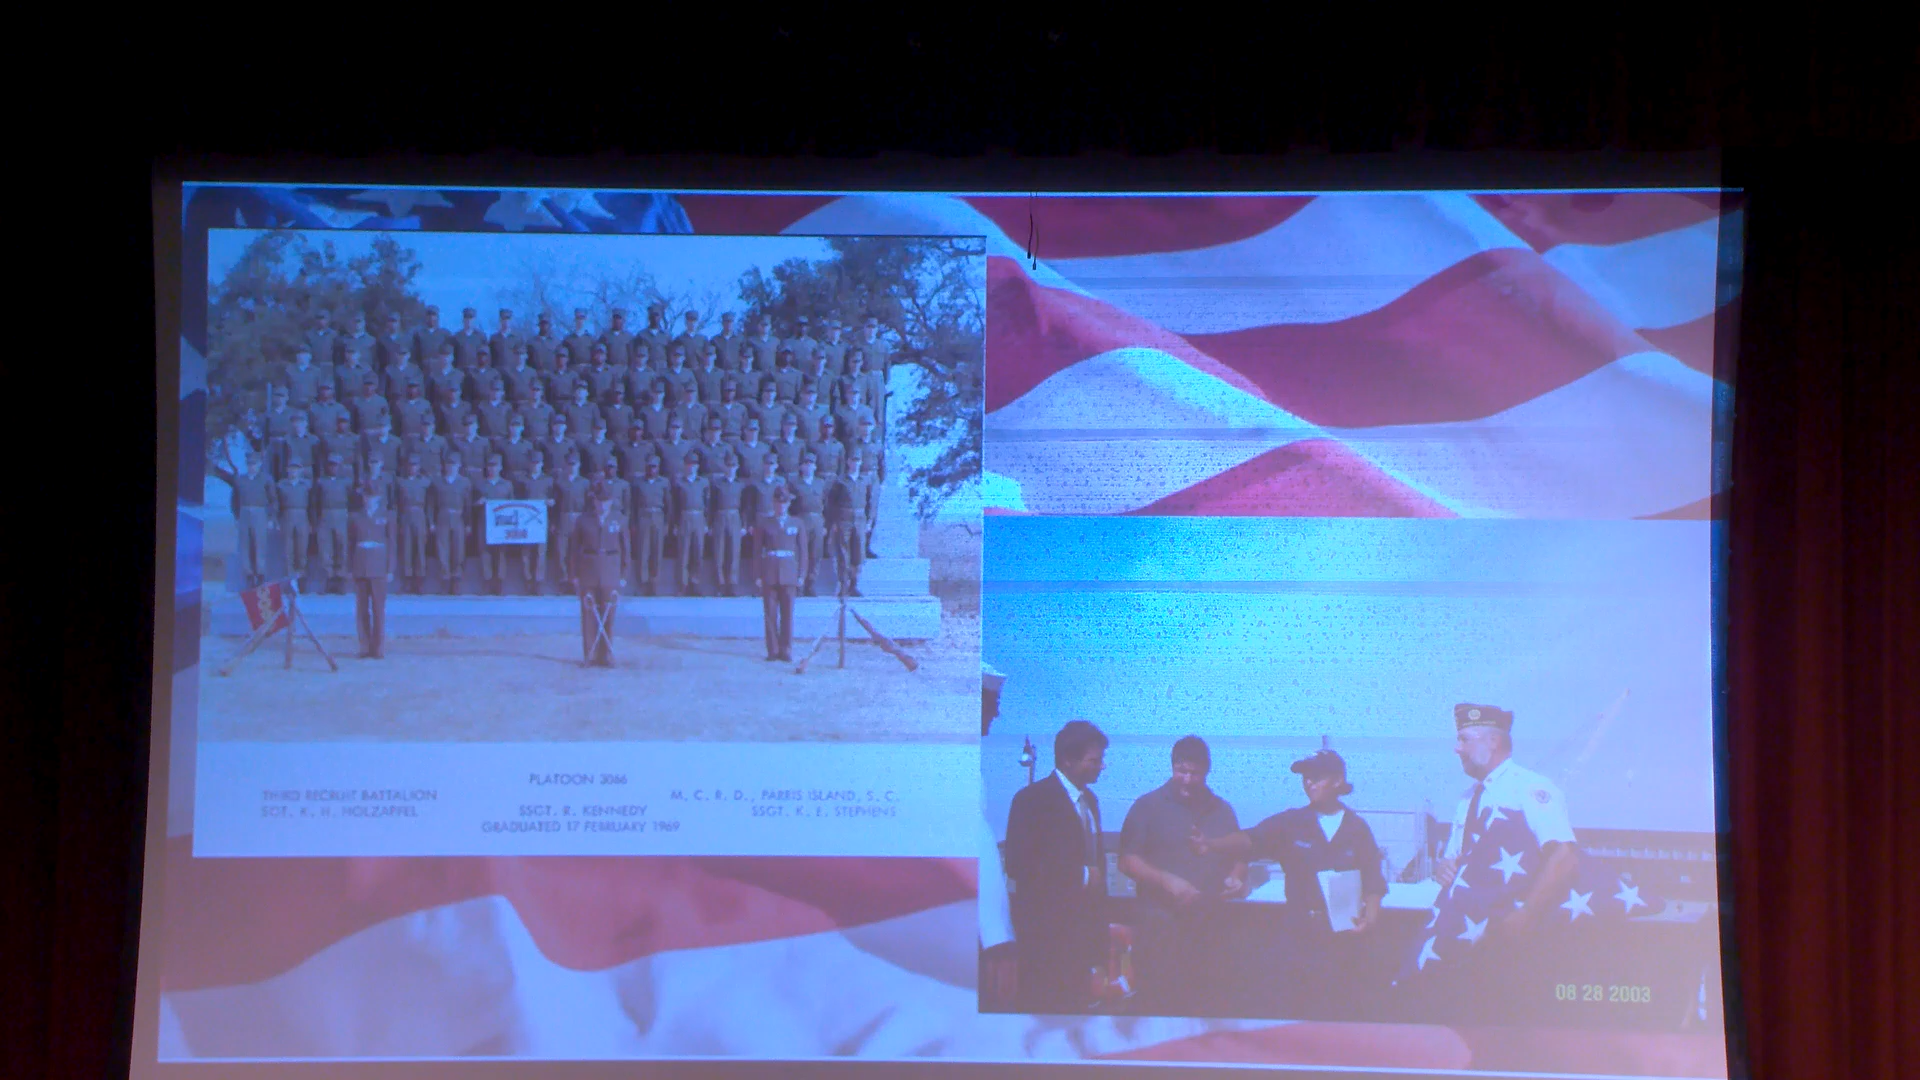 PLATOON 3066
THIRD RECRUIT BATTALION M. C. R. D., PARRIS ISLAND, S. C.
SGT. K. H. HOLZAPFEL SSGT. R. KENNEDY SSGT. K. E. STEPHENS
GRADUATED 17 FEBRUARY 1969
08 28 2003